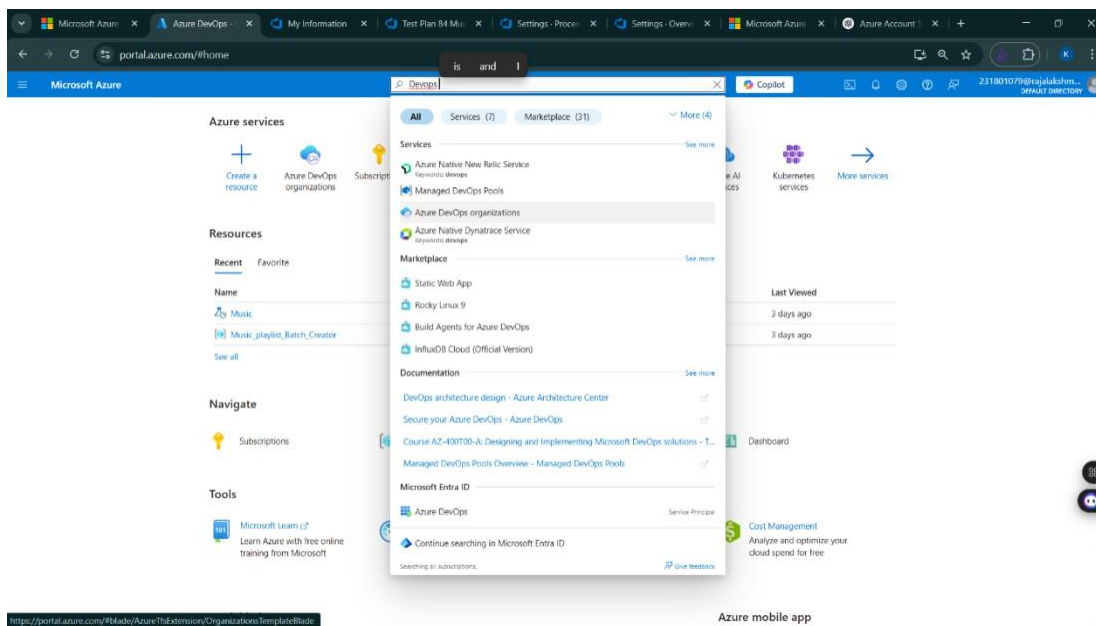 Microsoft Azure
Azure DevOps -
My Information
Test Plan 84 Mu
Settings - Proce
Settings - Overv
Microsoft Azure
Azure Account S
portal.azure.com/#home
K
is and I
Microsoft Azure
Devops
Copilot
231801079@rajalakshm...
DEFAULT DIRECTORY
All
Services (7)
Marketplace (31)
More (4)
Azure services
Create a resource
Azure DevOps organizations
Subscript
e AI
ices
Kubernetes services
More services
Services
See more
Azure Native New Relic Service
Keywords: devops
Managed DevOps Pools
Azure DevOps organizations
Azure Native Dynatrace Service
Keywords: devops
Marketplace
See more
Static Web App
Rocky Linux 9
Build Agents for Azure DevOps
InfluxDB Cloud (Official Version)
Documentation
See more
DevOps architecture design - Azure Architecture Center
Secure your Azure DevOps - Azure DevOps
Course AZ-400T00-A: Designing and Implementing Microsoft DevOps solutions - T...
Managed DevOps Pools Overview - Managed DevOps Pools
Microsoft Entra ID
Azure DevOps
Service Principal
Continue searching in Microsoft Entra ID
Searching all subscriptions.
Give feedback
Resources
Recent
Favorite
Name
Last Viewed
Music
3 days ago
Music_playlist_Batch_Creator
3 days ago
See all
Navigate
Subscriptions
Dashboard
Tools
101
Microsoft Learn
Learn Azure with free online
training from Microsoft
Cost Management
Analyze and optimize your
cloud spend for free
Azure mobile app
https://portal.azure.com/#blade/AzureTfsExtension/OrganizationsTemplateBlade